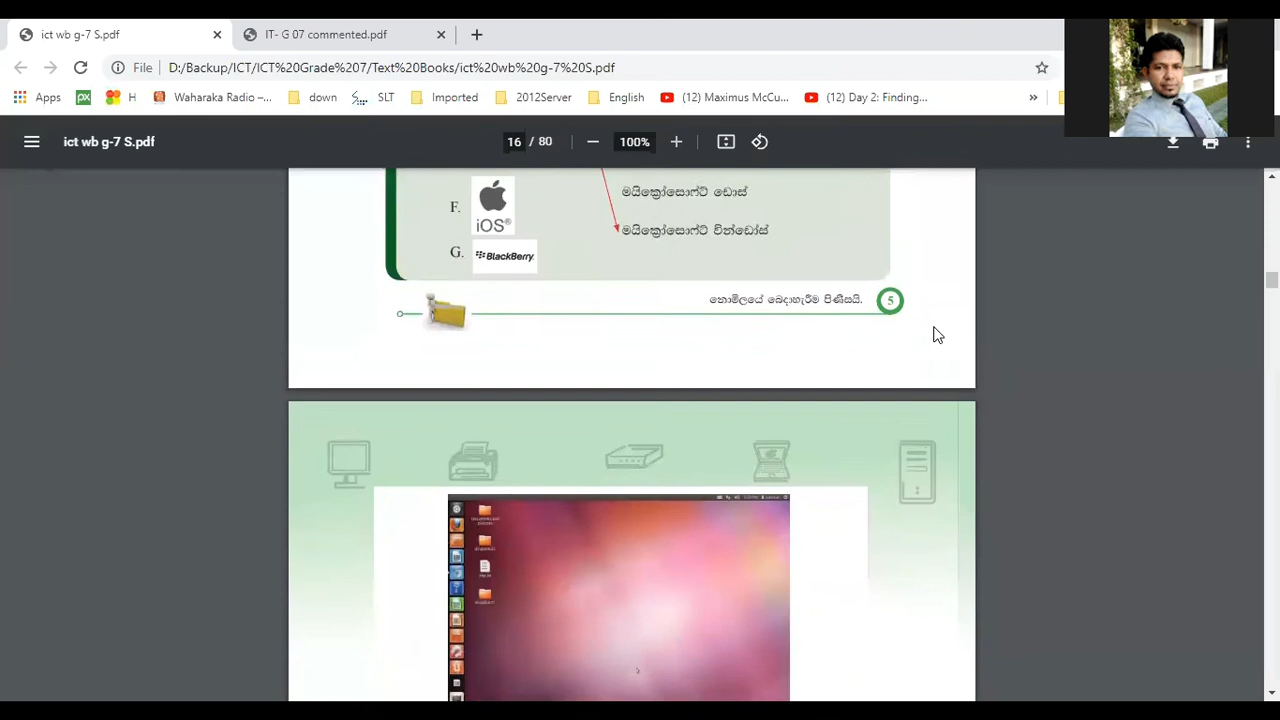 ict wb g-7 S.pdf
IT- G 07 commented.pdf
File D:/Backup/ICT/ICT%20Grade%207/Text%20Books/
%20wb%20g-7%20S.pdf
Apps
H
Waharaka Radio –...
down
SLT
Imported
2012Server
English
(12) Maximus McCu...
(12) Day 2: Finding...
»
ict wb g-7 S.pdf
16 / 80
100%
මයික්‍රෝසොෆ්ට් ඩොස්
F.
iOS®
මයික්‍රෝසොෆ්ට් වින්ඩෝස්
G. BlackBerry.
නොමිලයේ බෙදාහැරීම පිණිසයි. 5